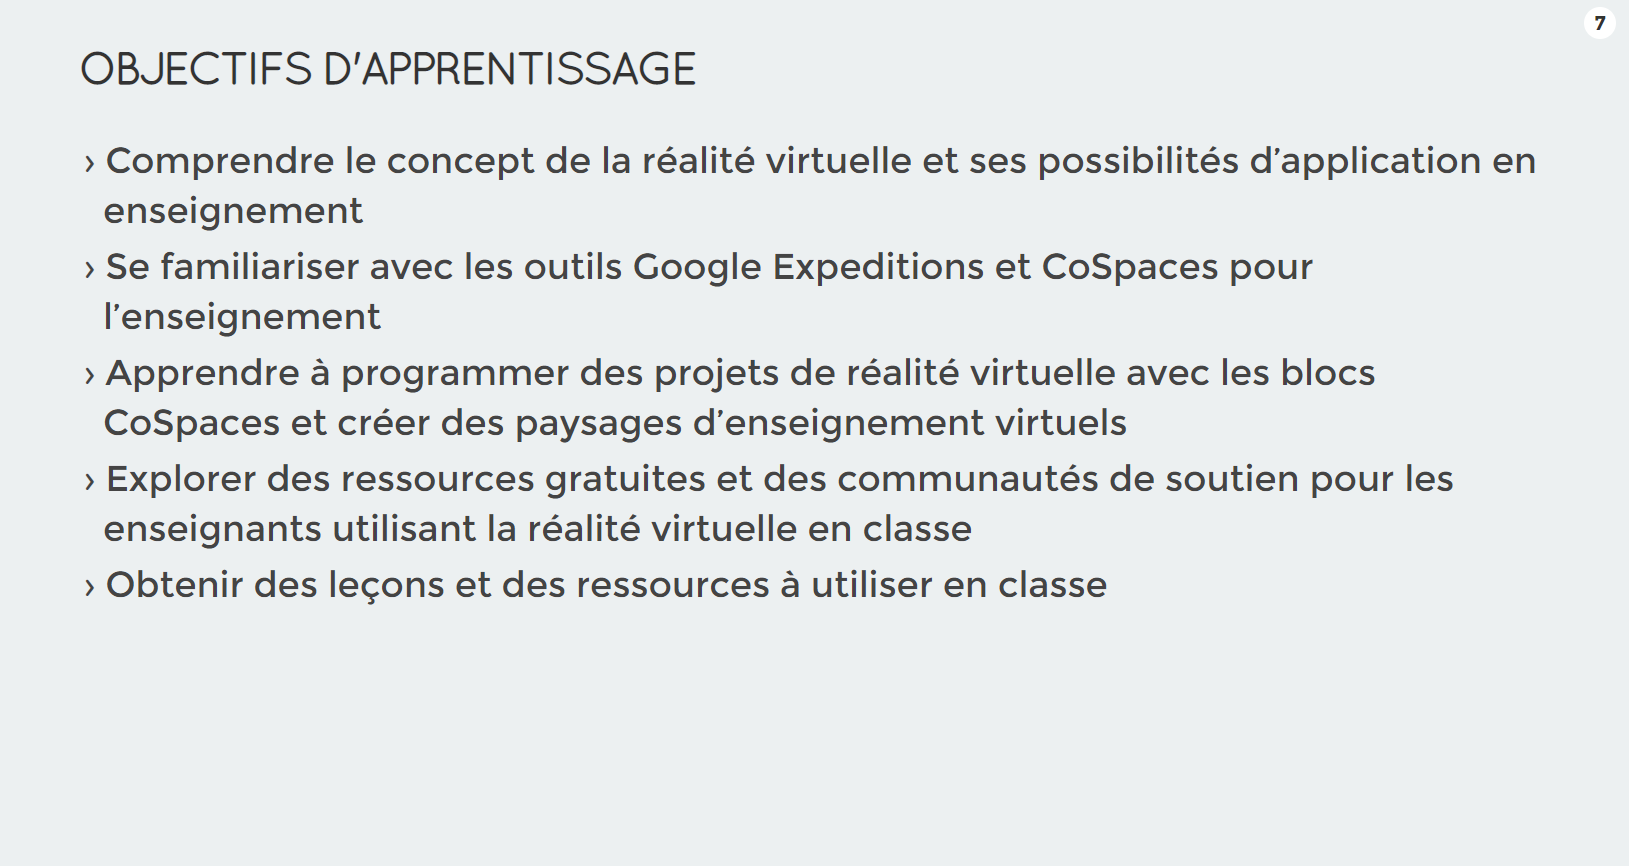 7
OBJECTIFS D'APPRENTISSAGE
› Comprendre le concept de la réalité virtuelle et ses possibilités d’application en
enseignement
› Se familiariser avec les outils Google Expeditions et CoSpaces pour
l’enseignement
› Apprendre à programmer des projets de réalité virtuelle avec les blocs
CoSpaces et créer des paysages d’enseignement virtuels
› Explorer des ressources gratuites et des communautés de soutien pour les
enseignants utilisant la réalité virtuelle en classe
› Obtenir des leçons et des ressources à utiliser en classe